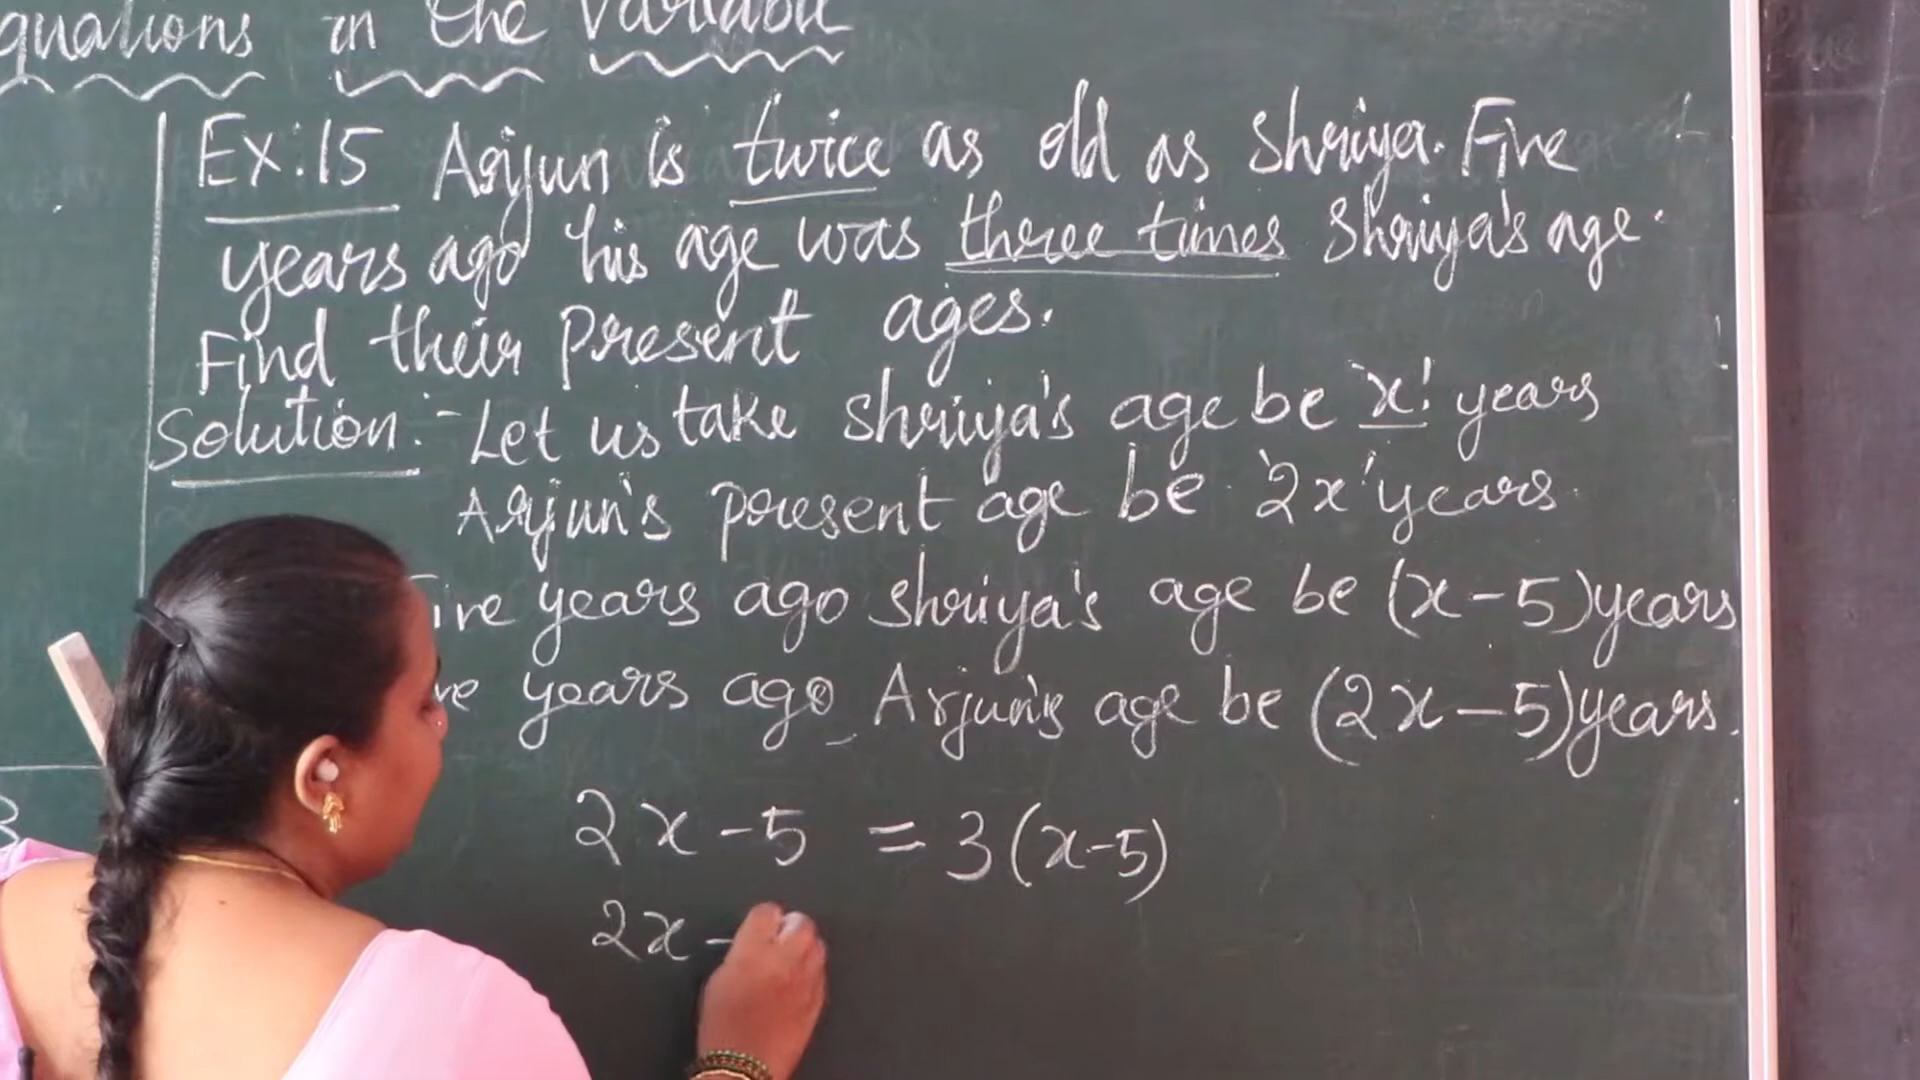 quations in the Variable
Ex:15 Arjun is twice as old as Shriya. Five
years ago his age was three times Shriya's age.
Find their Present ages.
Solution:- Let us take Shriya's age be 'x' years
Arjun's present age be '2x' years.
Five years ago Shriya's age be (x-5) years
ve years ago Arjun's age be (2x-5) years.
2x-5 = 3(x-5)
2x-
3